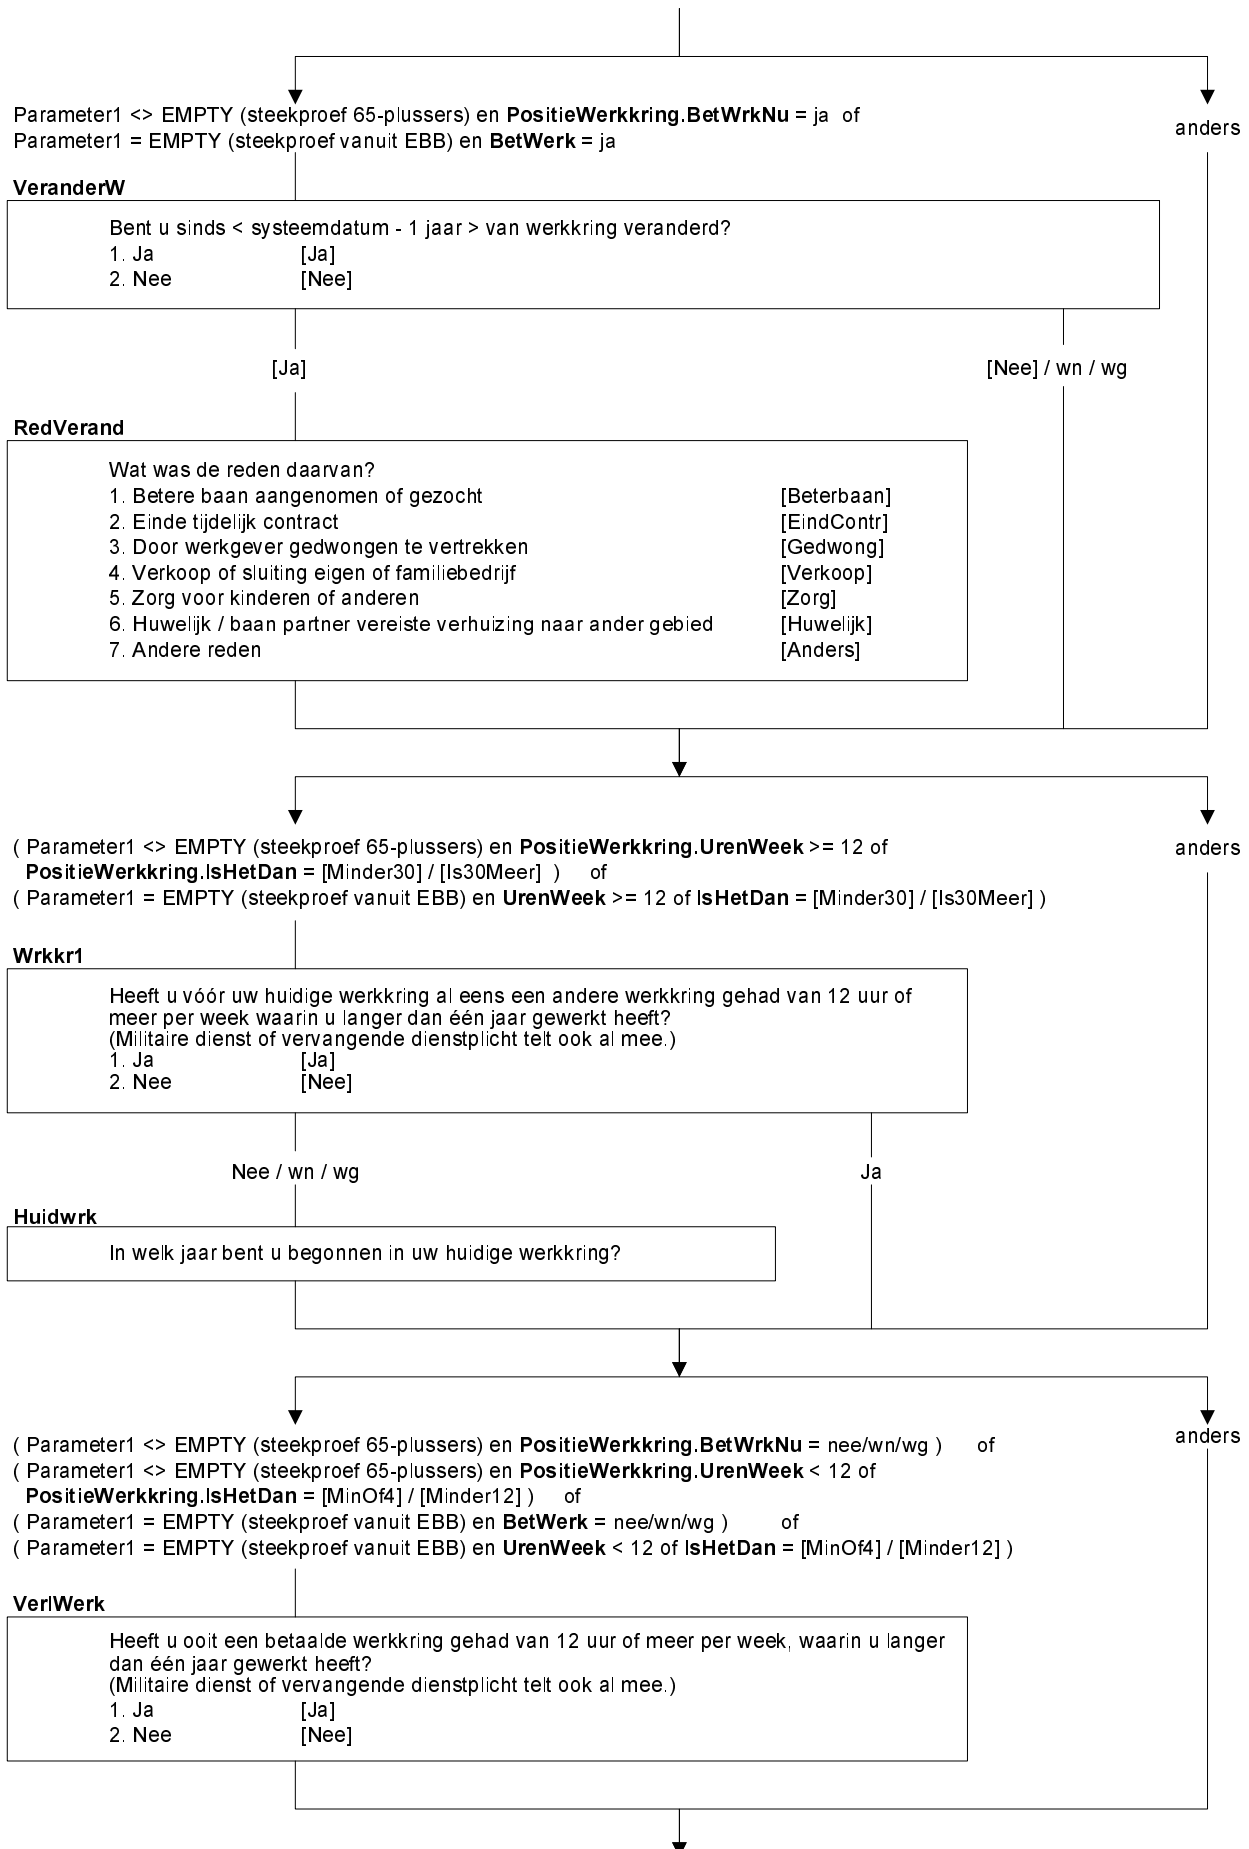 Parameter1 <> EMPTY (steekproef 65-plussers) en PositieWerkkring.BetWrkNu = ja of
anders
Parameter1 = EMPTY (steekproef vanuit EBB) en BetWerk = ja
VeranderW
Bent u sinds < systeemdatum - 1 jaar > van werkkring veranderd?
1. Ja [Ja]
2. Nee [Nee]
[Ja] [Nee] / wn / wg
RedVerand
Wat was de reden daarvan?
1. Betere baan aangenomen of gezocht [Beterbaan]
2. Einde tijdelijk contract [EindContr]
3. Door werkgever gedwongen te vertrekken [Gedwong]
4. Verkoop of sluiting eigen of familiebedrijf [Verkoop]
5. Zorg voor kinderen of anderen [Zorg]
6. Huwelijk / baan partner vereiste verhuizing naar ander gebied [Huwelijk]
7. Andere reden [Anders]
( Parameter1 <> EMPTY (steekproef 65-plussers) en PositieWerkkring.UrenWeek >= 12 of anders
PositieWerkkring.IsHetDan = [Minder30] / [Is30Meer] ) of
( Parameter1 = EMPTY (steekproef vanuit EBB) en UrenWeek >= 12 of IsHetDan = [Minder30] / [Is30Meer] )
Wrkkr1
Heeft u vóór uw huidige werkkring al eens een andere werkkring gehad van 12 uur of
meer per week waarin u langer dan één jaar gewerkt heeft?
(Militaire dienst of vervangende dienstplicht telt ook al mee.)
1. Ja [Ja]
2. Nee [Nee]
Nee / wn / wg Ja
Huidwrk
In welk jaar bent u begonnen in uw huidige werkkring?
( Parameter1 <> EMPTY (steekproef 65-plussers) en PositieWerkkring.BetWrkNu = nee/wn/wg ) of anders
( Parameter1 <> EMPTY (steekproef 65-plussers) en PositieWerkkring.UrenWeek < 12 of
PositieWerkkring.IsHetDan = [MinOf4] / [Minder12] ) of
( Parameter1 = EMPTY (steekproef vanuit EBB) en BetWerk = nee/wn/wg ) of
( Parameter1 = EMPTY (steekproef vanuit EBB) en UrenWeek < 12 of IsHetDan = [MinOf4] / [Minder12] )
VerlWerk
Heeft u ooit een betaalde werkkring gehad van 12 uur of meer per week, waarin u langer
dan één jaar gewerkt heeft?
(Militaire dienst of vervangende dienstplicht telt ook al mee.)
1. Ja [Ja]
2. Nee [Nee]